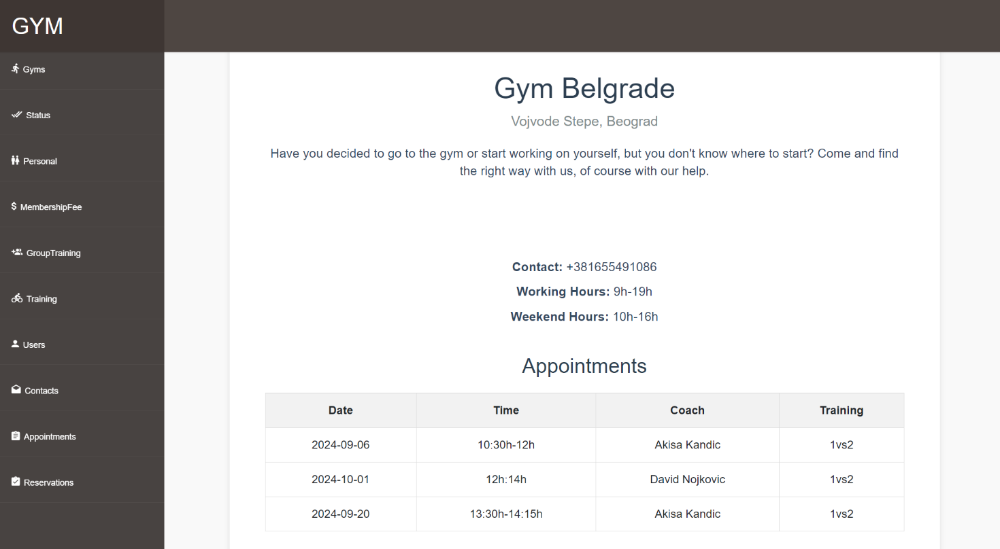 GYM
Gyms
Status
Personal
MembershipFee
GroupTraining
Training
Users
Contacts
Appointments
Reservations
Gym Belgrade
Vojvode Stepe, Beograd
Have you decided to go to the gym or start working on yourself, but you don't know where to start? Come and find
the right way with us, of course with our help.
Contact: +381655491086
Working Hours: 9h-19h
Weekend Hours: 10h-16h
Appointments
Date Time Coach Training
2024-09-06 10:30h-12h Akisa Kandic 1vs2
2024-10-01 12h:14h David Nojkovic 1vs2
2024-09-20 13:30h-14:15h Akisa Kandic 1vs2